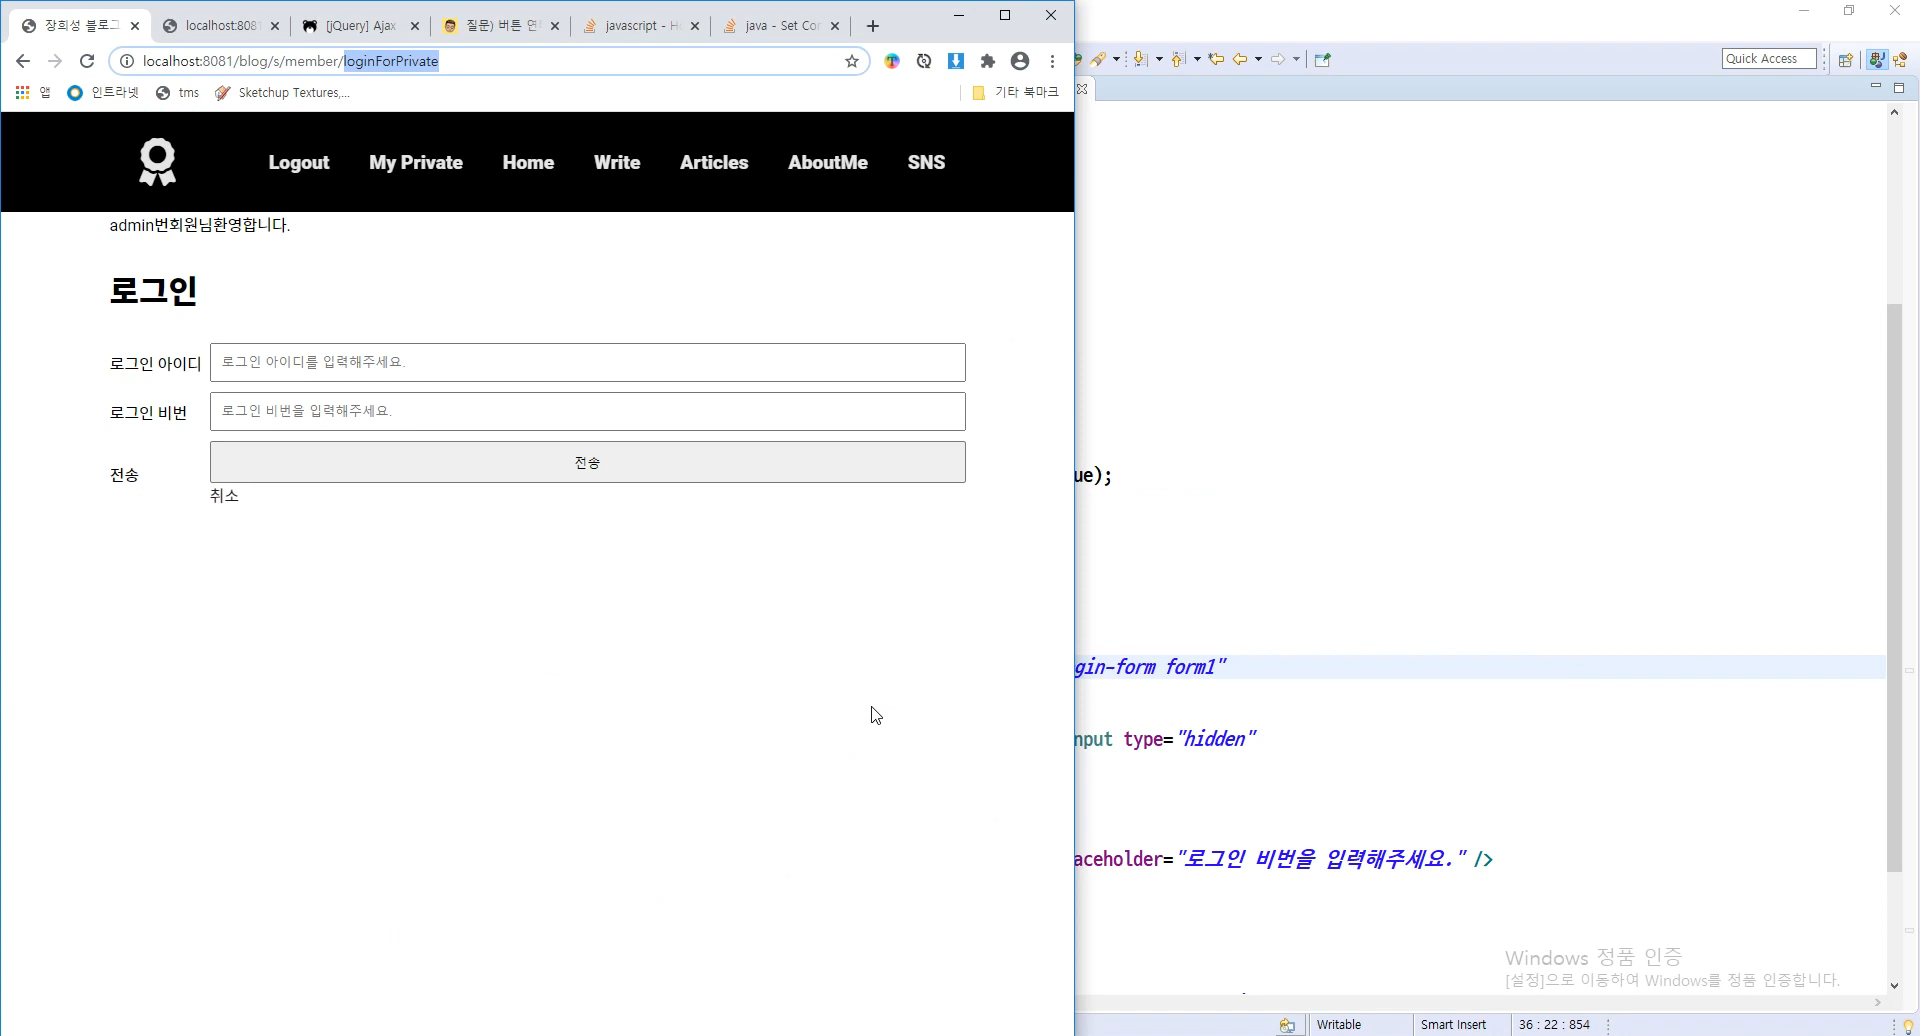 장희성 블로그
localhost:8081
[jQuery] Ajax
질문) 버튼 연
javascript - H
java - Set Co
localhost:8081/blog/s/member/loginForPrivate
앱
인트라넷
tms
Sketchup Textures,...
기타 북마크
Quick Access
Logout
My Private
Home
Write
Articles
AboutMe
SNS
admin번회원님환영합니다.
로그인
로그인 아이디
로그인 아이디를 입력해주세요.
로그인 비번
로그인 비번을 입력해주세요.
전송
전송
취소
ue);
gin-form form1"
nput type="hidden"
aceholder="로그인 비번을 입력해주세요." />
Windows 정품 인증
[설정]으로 이동하여 Windows를 정품 인증합니다.
Writable
Smart Insert
36 : 22 : 854